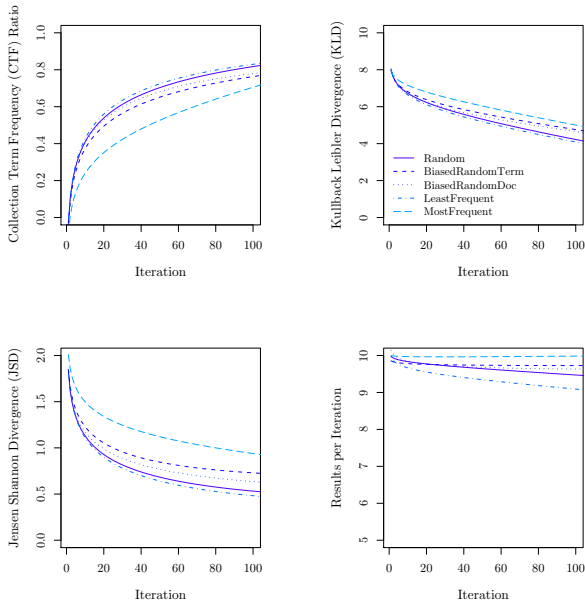 Collection Term Frequency (CTF) Ratio
1.0
0.8
0.6
0.4
0.2
0.0
0 20 40 60 80 100
Iteration
Kullback Leibler Divergence (KLD)
10
8
6
4
2
0
Random
BiasedRandomTerm
BiasedRandomDoc
LeastFrequent
MostFrequent
0 20 40 60 80 100
Iteration
Jensen Shannon Divergence (JSD)
2.0
1.5
1.0
0.5
0.0
0 20 40 60 80 100
Iteration
Results per Iteration
10
9
8
7
6
5
0 20 40 60 80 100
Iteration